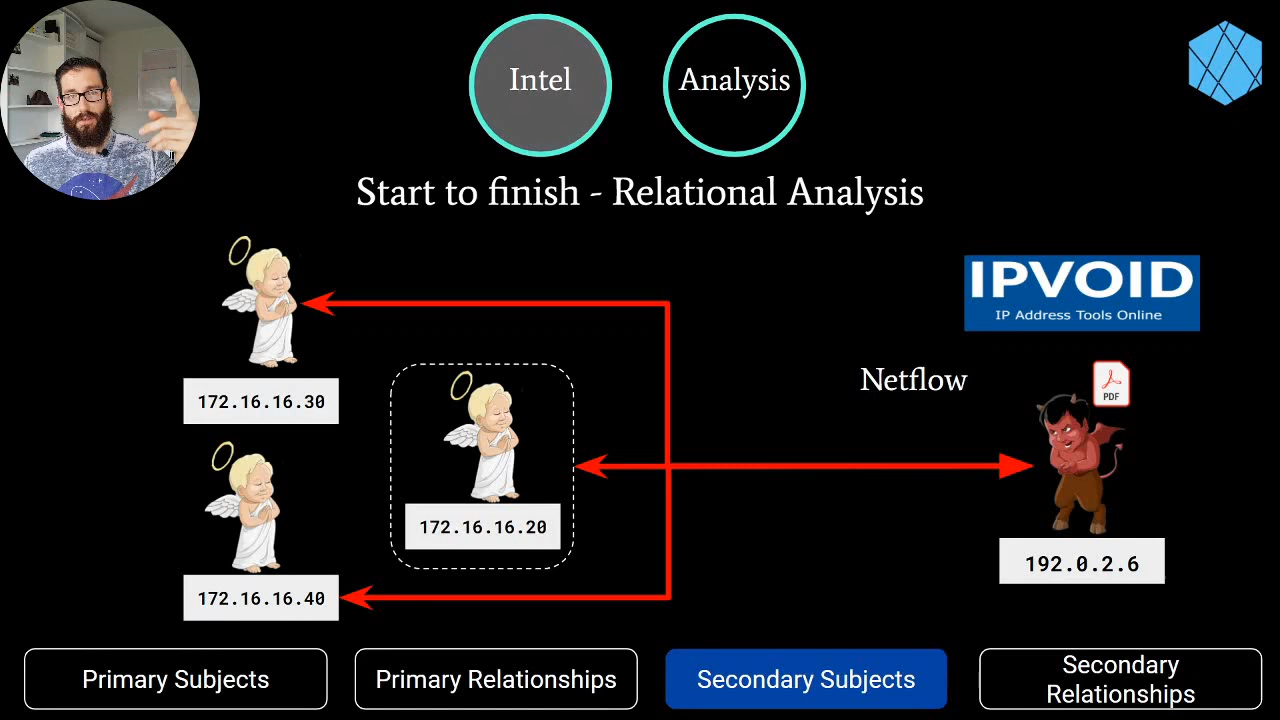 Intel
Analysis
Start to finish - Relational Analysis
IPVOID
IP Address Tools Online
Netflow
PDF
172.16.16.30
172.16.16.20
192.0.2.6
172.16.16.40
Primary Subjects
Primary Relationships
Secondary Subjects
Secondary
Relationships